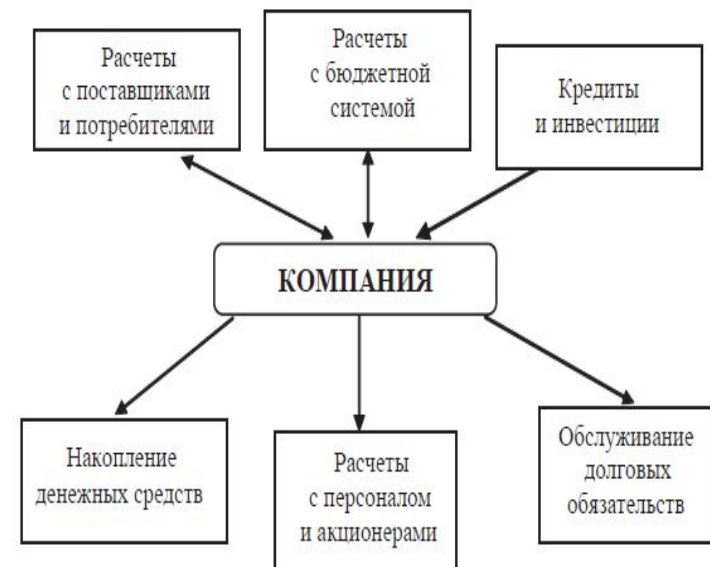 Расчеты
с поставщиками
и потребителями
Расчеты
с бюджетной
системой
Кредиты
и инвестиции
КОМПАНИЯ
Накопление
денежных средств
Расчеты
с персоналом
и акционерами
Обслуживание
долговых
обязательств